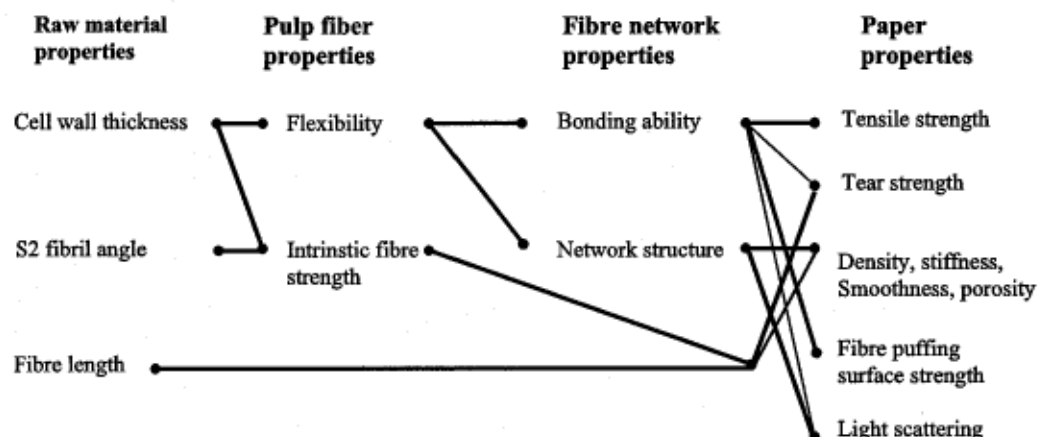 Raw material
properties
Pulp fiber
properties
Fibre network
properties
Paper
properties
Cell wall thickness
Flexibility
Bonding ability
Tensile strength
Tear strength
S2 fibril angle
Intrinstic fibre
strength
Network structure
Density, stiffness,
Smoothness, porosity
Fibre length
Fibre puffing
surface strength
Light scattering